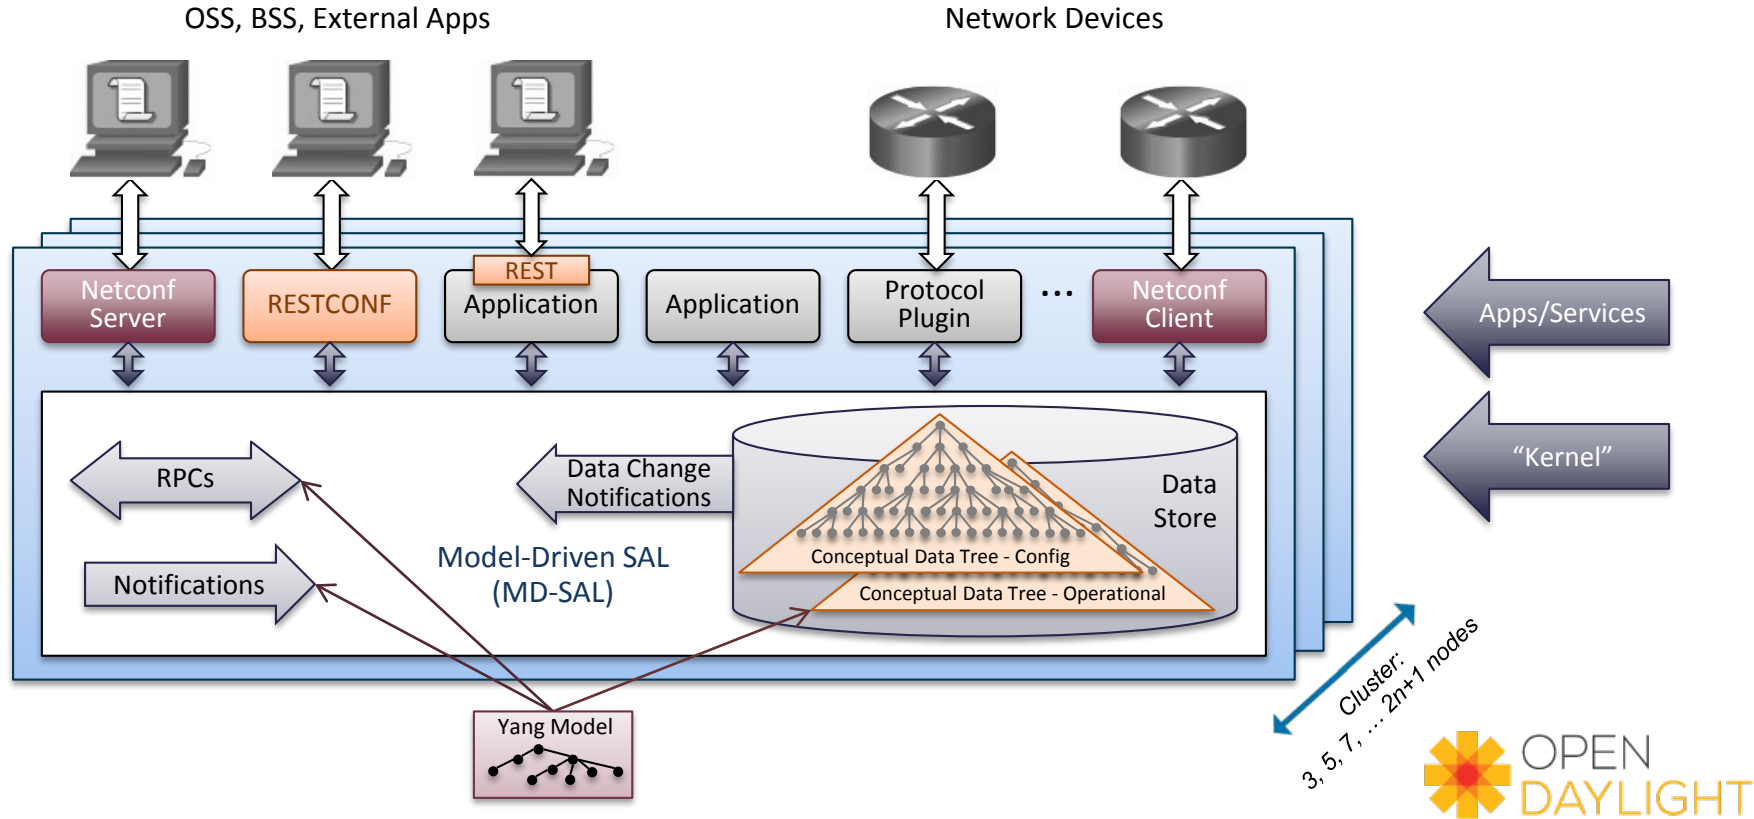 OSS, BSS, External Apps
Network Devices
Netconf
Server
RESTCONF
REST
Application
Application
Protocol
Plugin
...
Netconf
Client
Apps/Services
RPCs
Data Change
Notifications
Data
Store
“Kernel”
Notifications
Model-Driven SAL
(MD-SAL)
Conceptual Data Tree - Config
Conceptual Data Tree - Operational
Yang Model
Cluster:
3, 5, 7, … 2n+1 nodes
OPEN
DAYLIGHT